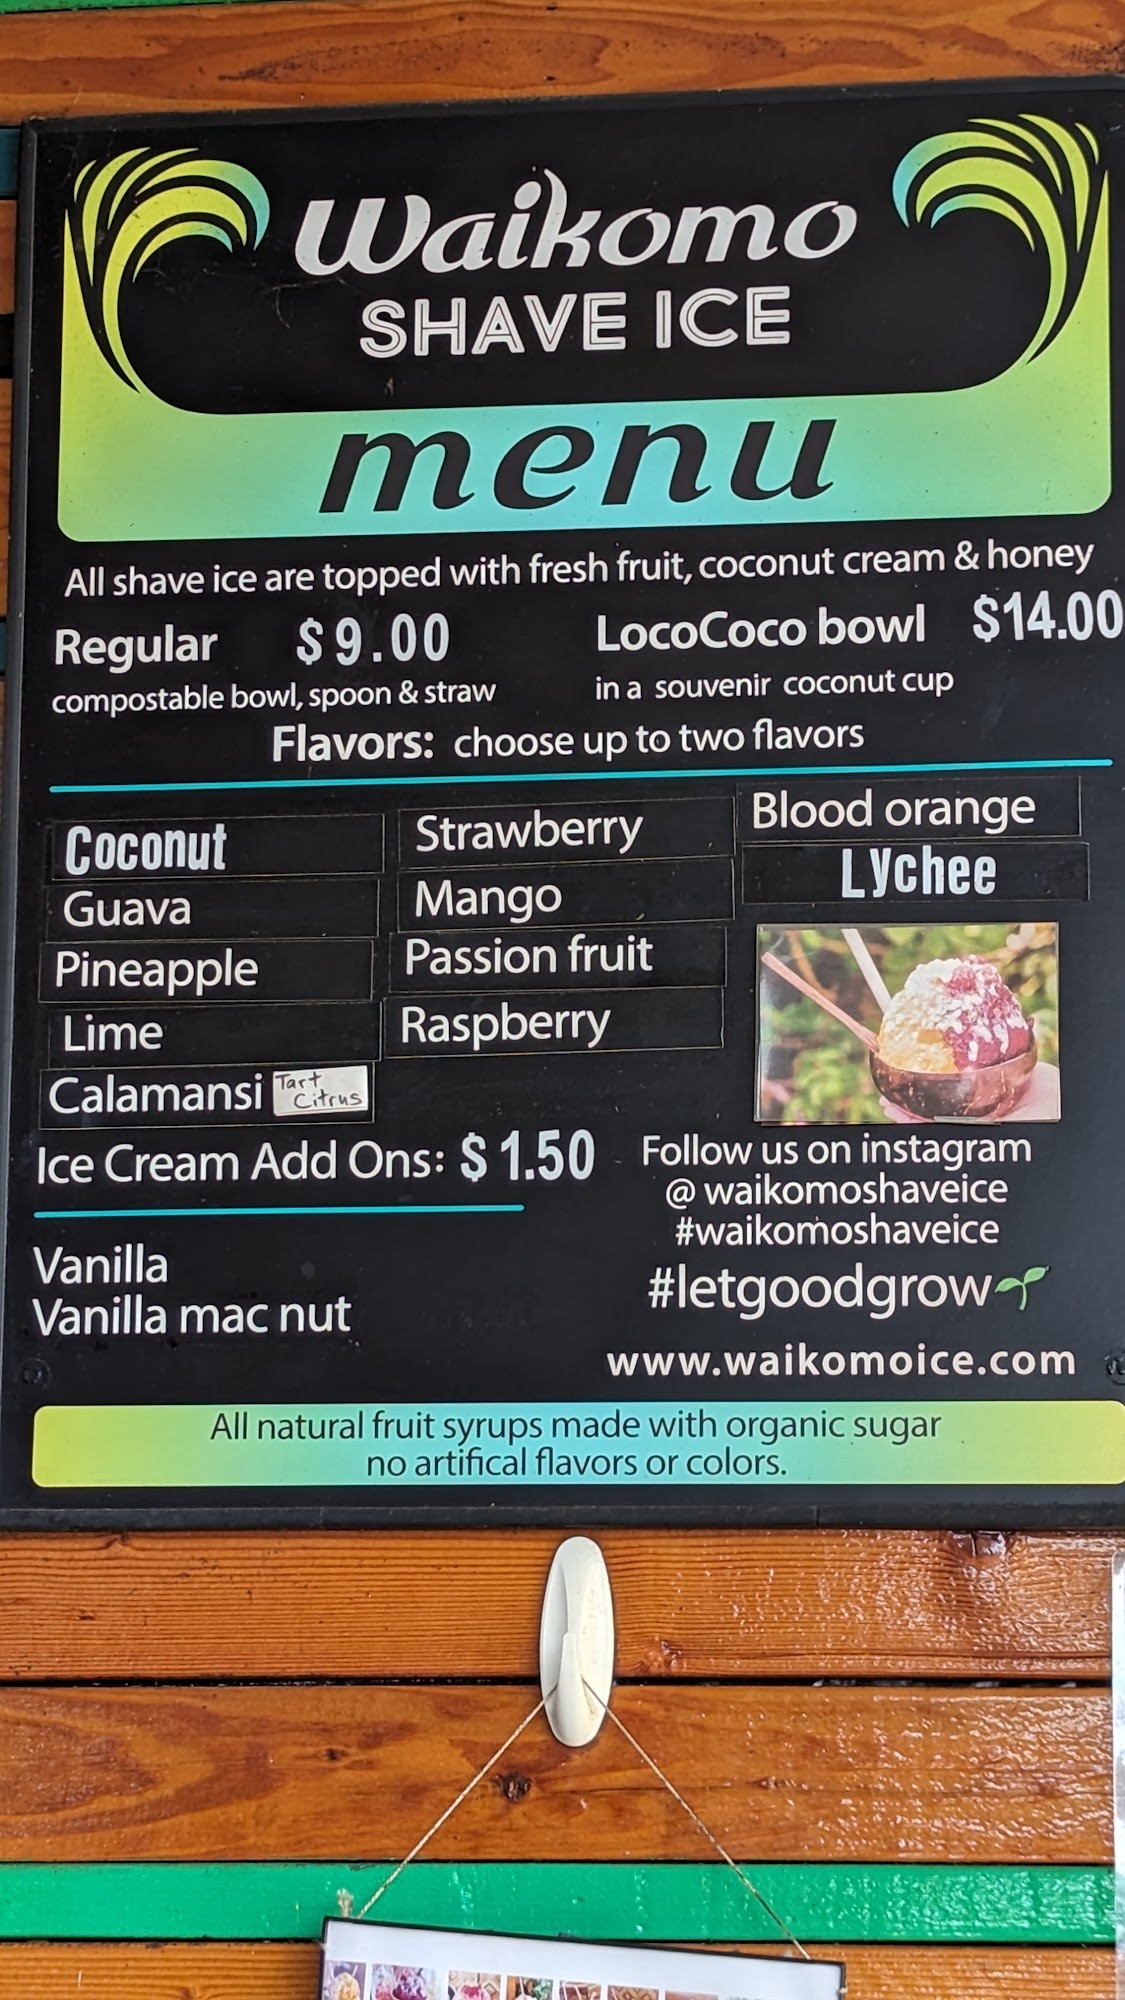 Waikomo
SHAVE ICE
menu
All shave ice are topped with fresh fruit, coconut cream & honey
Regular $9.00
compostable bowl, spoon & straw
LocoCoco bowl $14.00
in a souvenir coconut cup
Flavors: choose up to two flavors
Coconut
Guava
Pineapple
Lime
Calamansi Tart
Citrus
Strawberry
Mango
Passion fruit
Raspberry
Blood orange
Lychee
Ice Cream Add Ons: $1.50
Vanilla
Vanilla mac nut
Follow us on instagram
@ waikomoshaveice
#waikomoshaveice
#letgoodgrow
www.waikomoice.com
All natural fruit syrups made with organic sugar
no artifical flavors or colors.